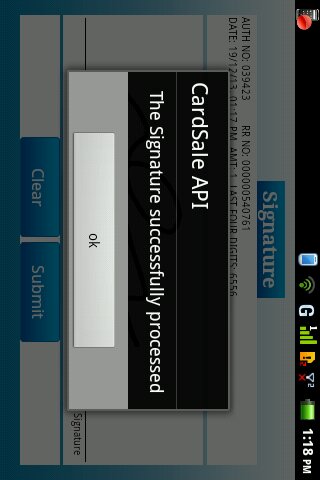 1:18 PM
Signature
AUTH NO: 039423 RR NO: 000000540761
DATE: 19/12/13 01:17 PM AMT: 1 LAST FOUR DIGITS: 6556
CardSale API
The Signature successfully processed
ok
Signature
Clear Submit